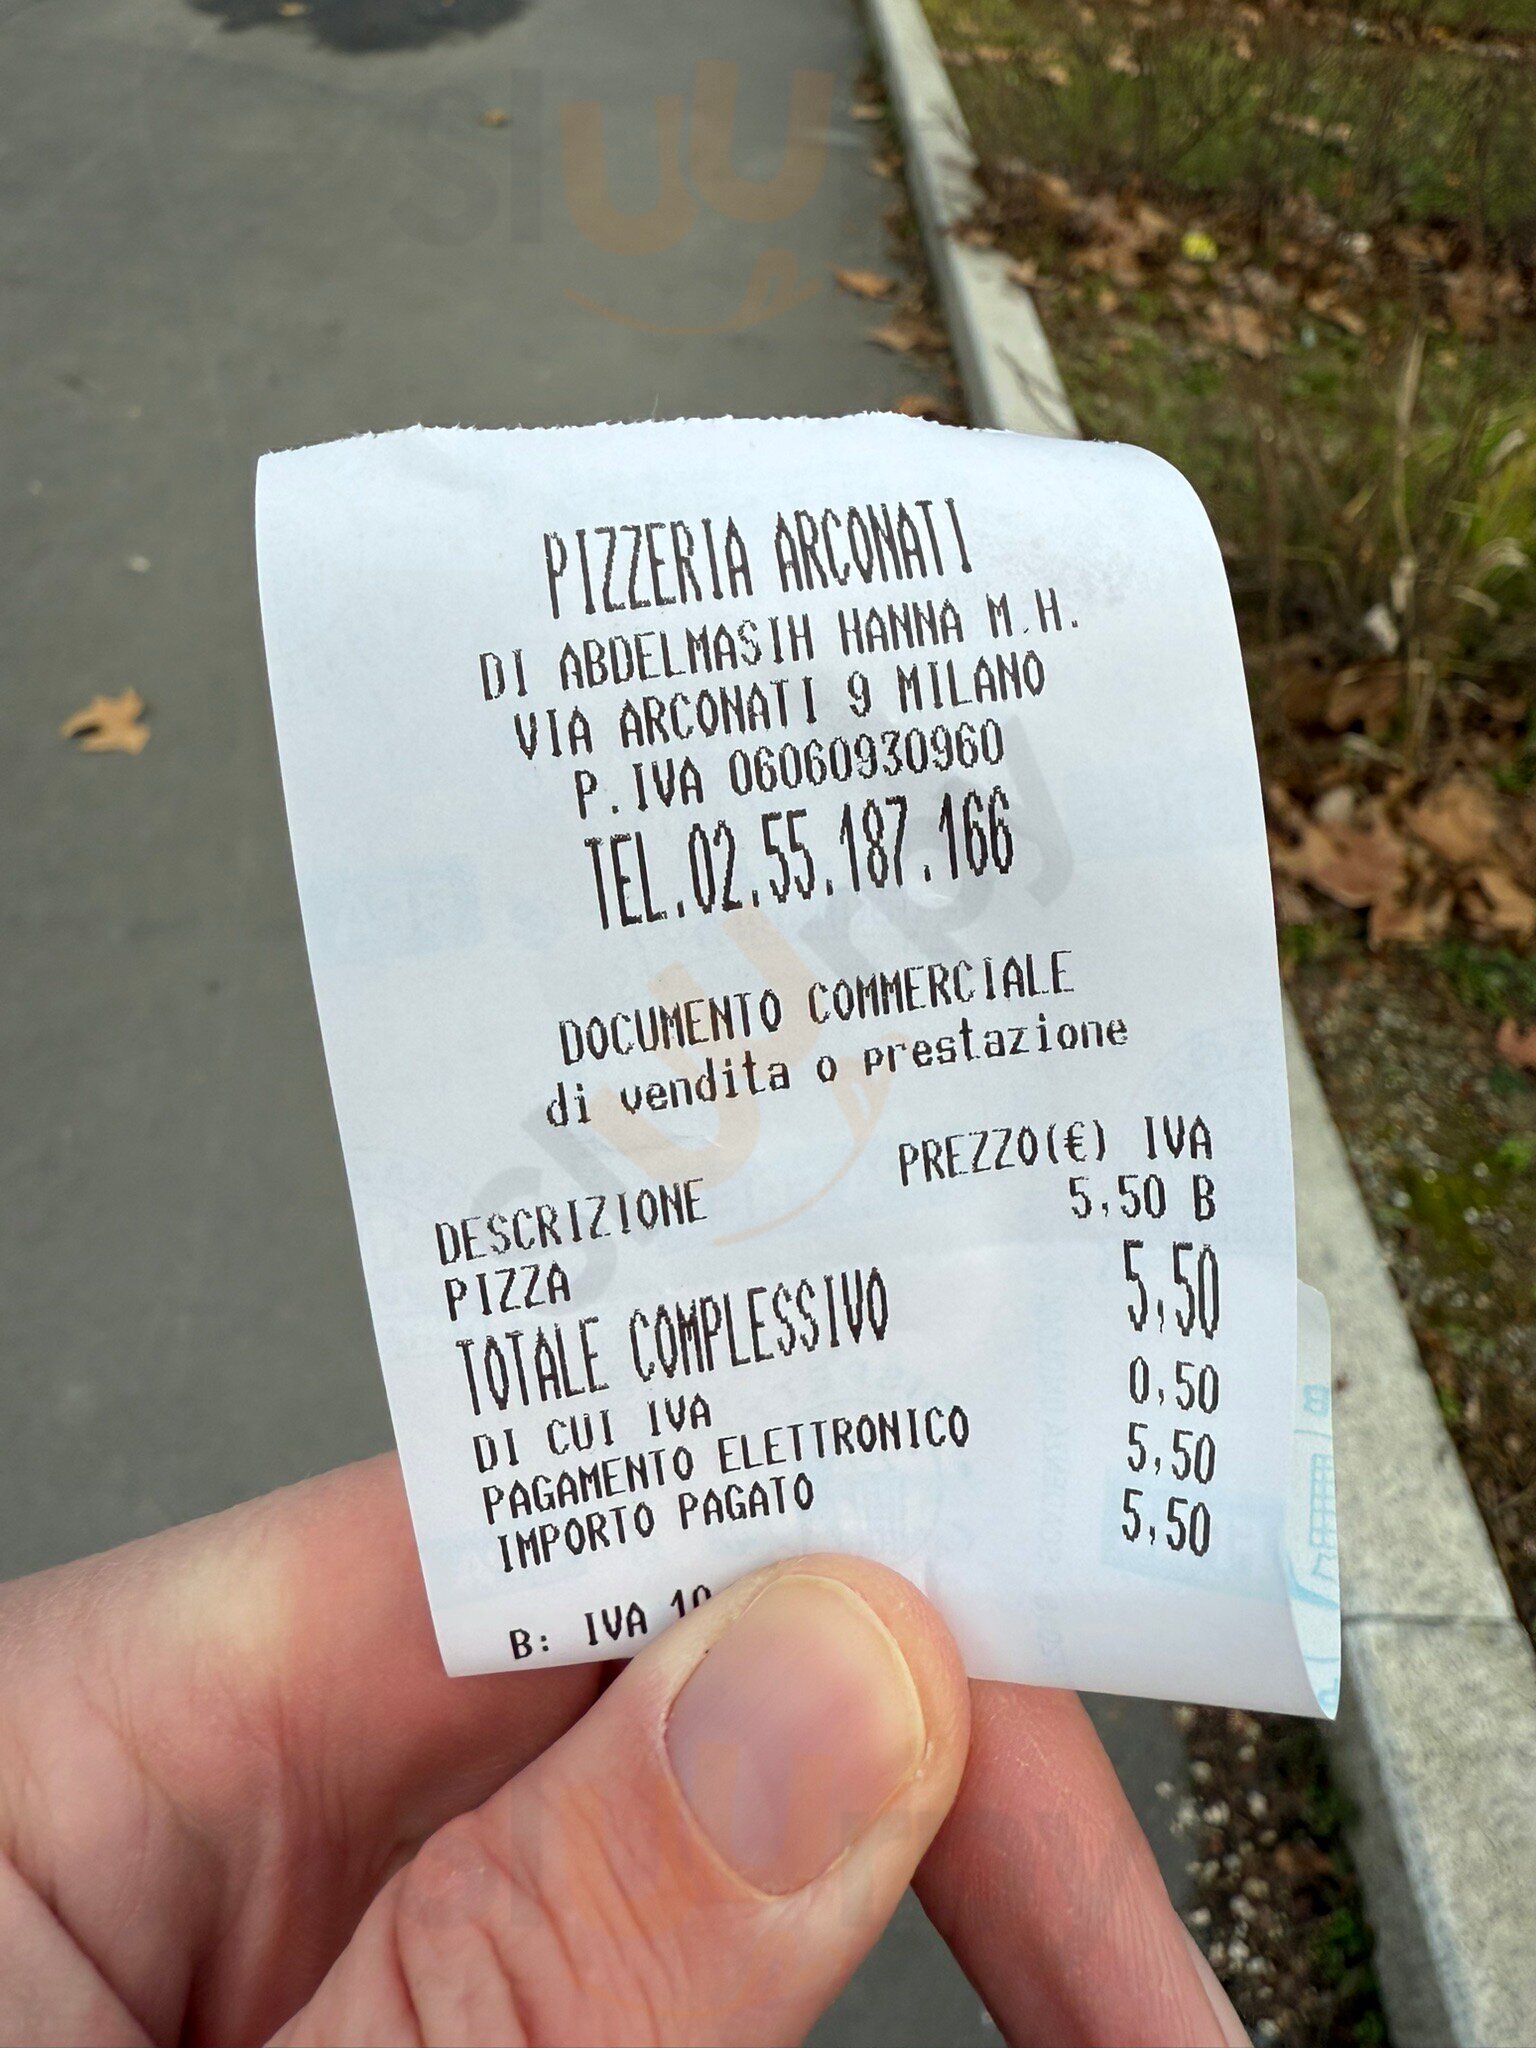 PIZZERIA ARCONATI
DI ABDELMASIH HANNA M.H.
VIA ARCONATI 9 MILANO
P.IVA 06060930960
TEL.02.55.187.166
DOCUMENTO COMMERCIALE
di vendita o prestazione
DESCRIZIONE PREZZO(€) IVA
PIZZA 5,50 B
TOTALE COMPLESSIVO 5,50
DI CUI IVA 0,50
PAGAMENTO ELETTRONICO 5,50
IMPORTO PAGATO 5,50
B: IVA 10
sluurpy